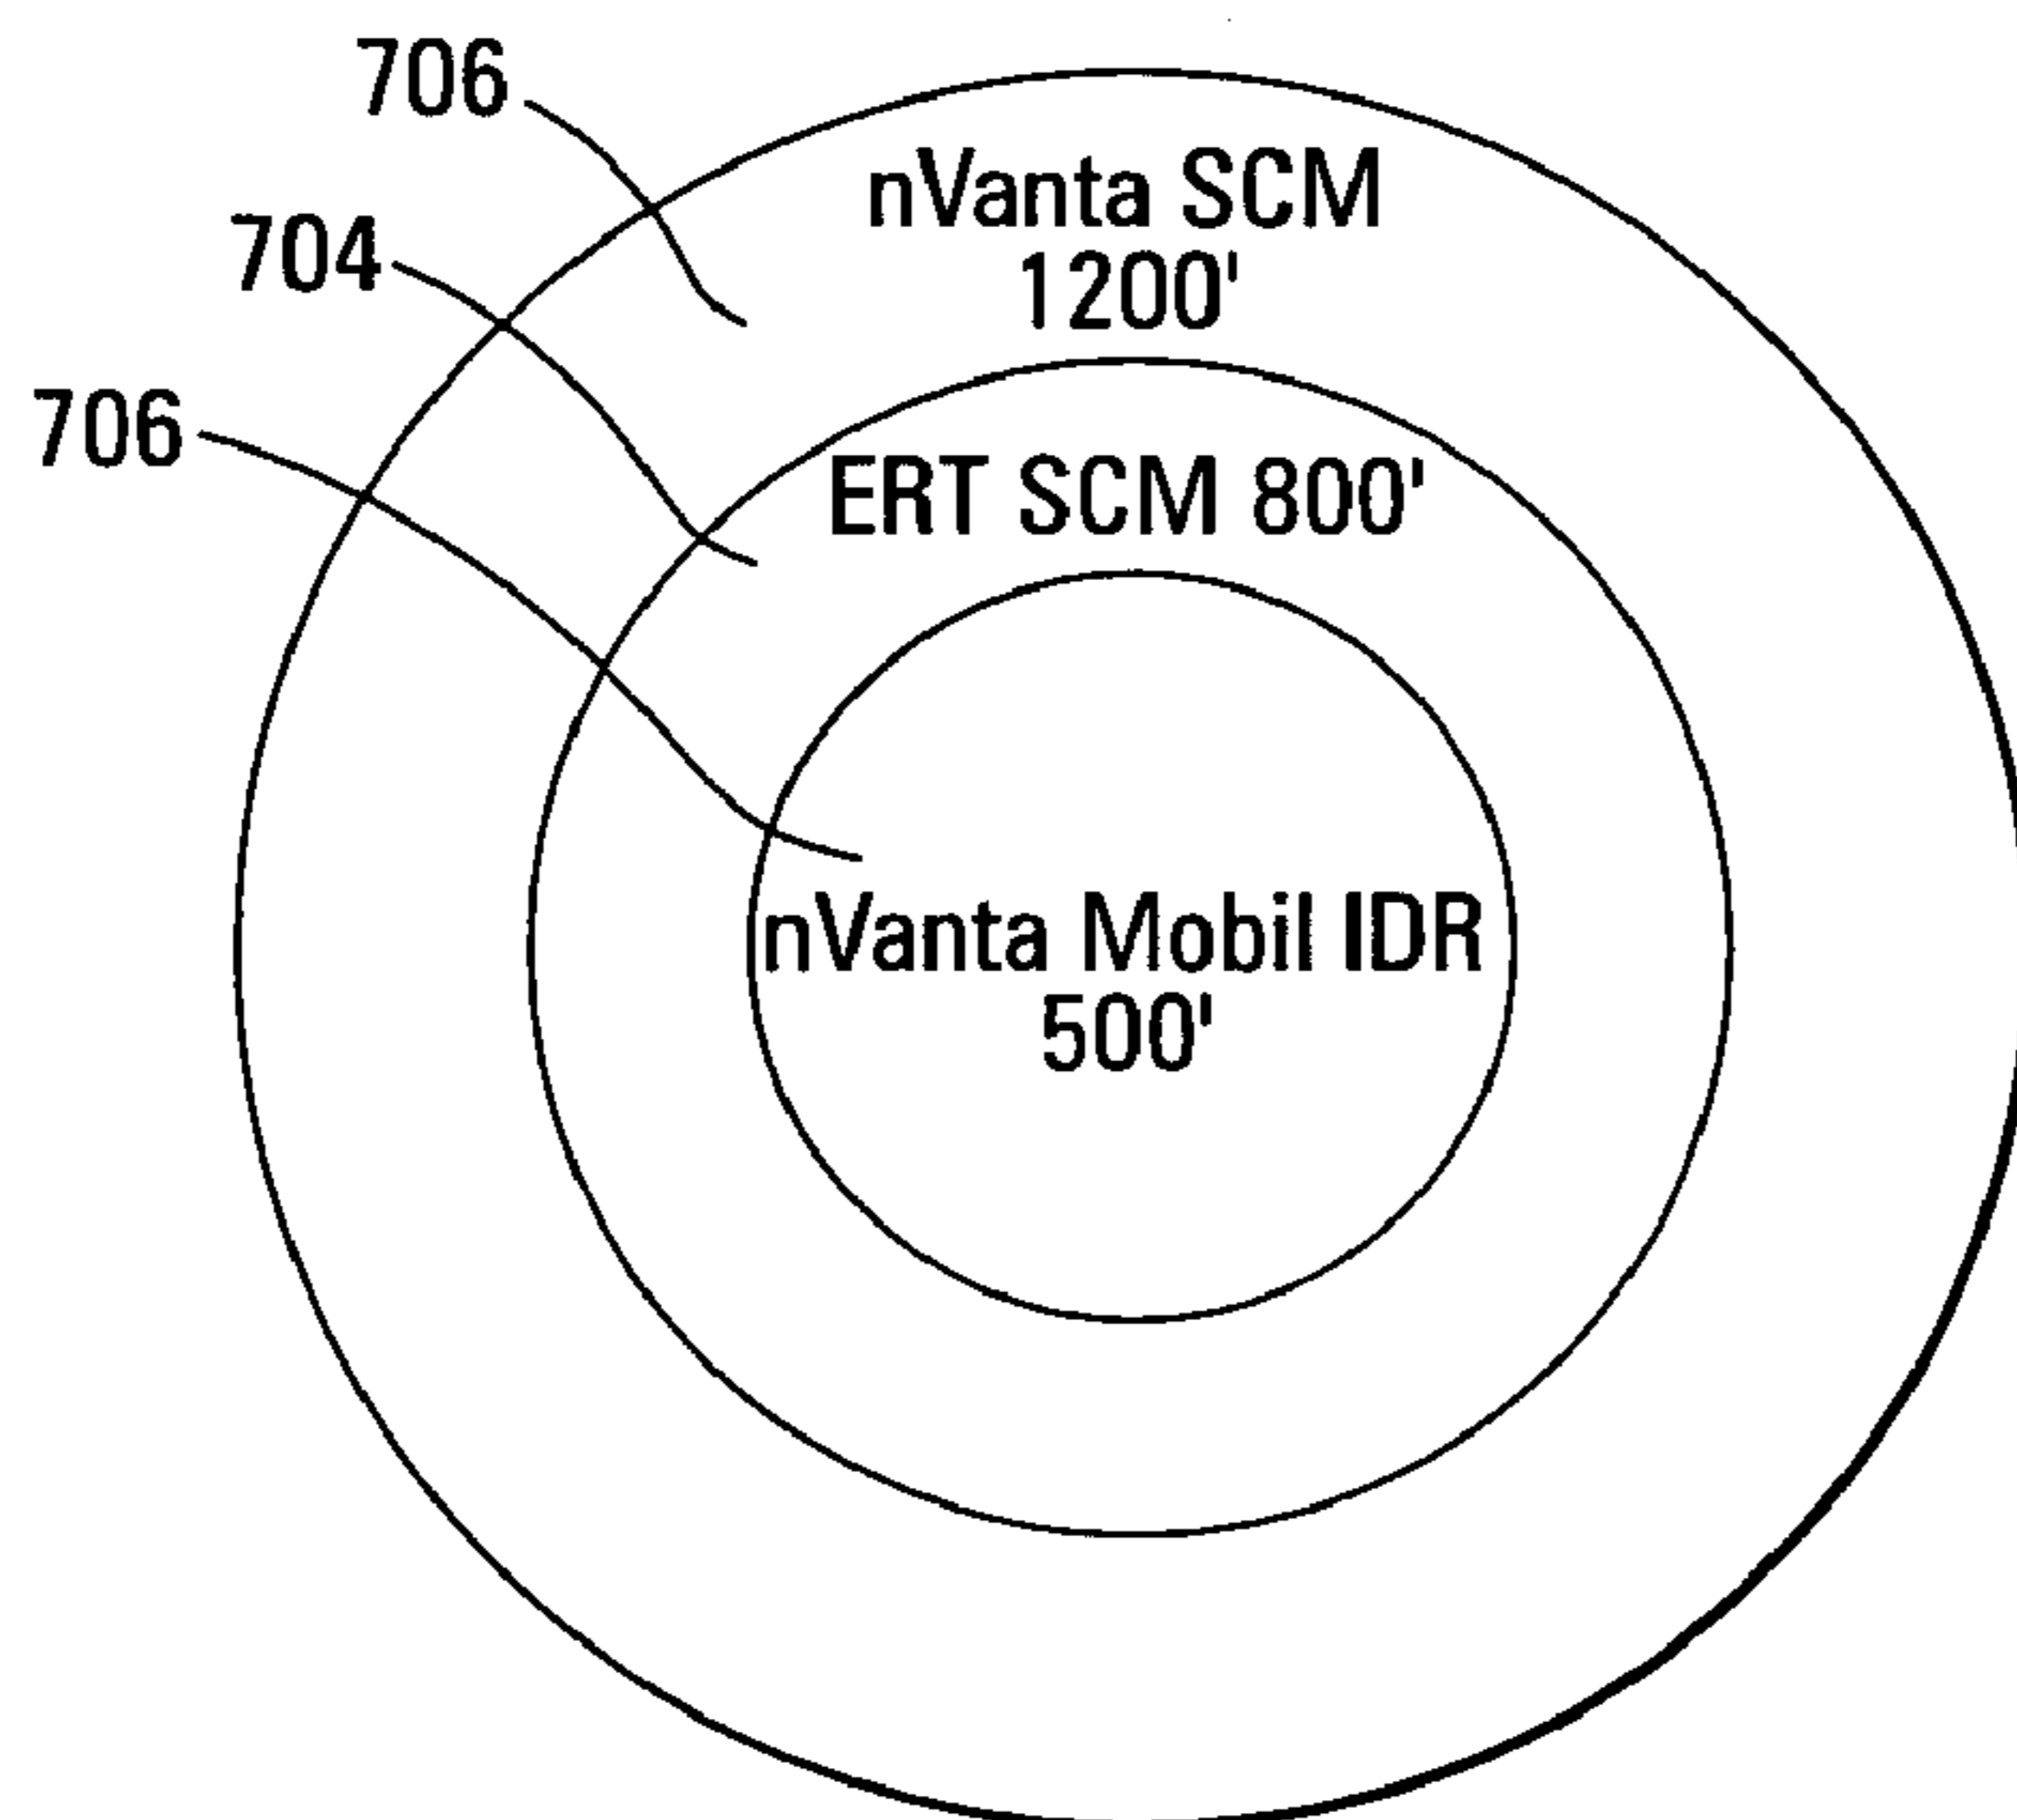 706
nVanta SCM
1200'
704
706
ERT SCM 800'
nVanta Mobil IDR
500'